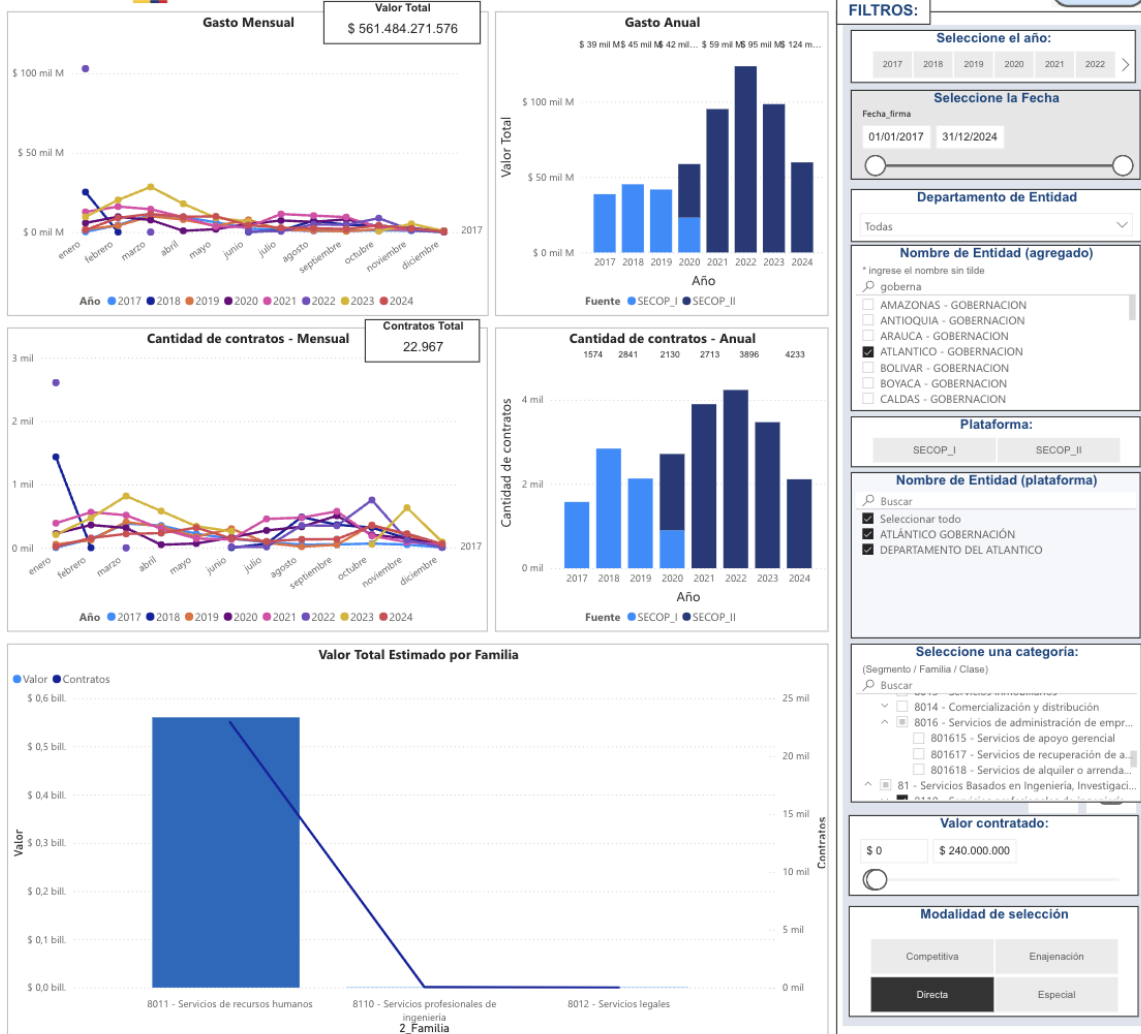 Gasto Mensual
Valor Total
$ 561.484.271.576
$ 100 mil M
$ 50 mil M
$ 0 mil M
2017
enero
febrero
marzo
abril
mayo
junio
julio
agosto
septiembre
octubre
noviembre
diciembre
Año 2017 2018 2019 2020 2021 2022 2023 2024
Gasto Anual
$ 39 mil M $ 45 mil M $ 42 mil... $ 59 mil M $ 95 mil M $ 124 m...
Valor Total
$ 100 mil M
$ 50 mil M
$ 0 mil M
2017 2018 2019 2020 2021 2022 2023 2024
Año
Fuente SECOP_I SECOP_II
Cantidad de contratos - Mensual
Contratos Total
22.967
3 mil
2 mil
1 mil
0 mil
2017
enero
febrero
marzo
abril
mayo
junio
julio
agosto
septiembre
octubre
noviembre
diciembre
Año 2017 2018 2019 2020 2021 2022 2023 2024
Cantidad de contratos - Anual
1574 2841 2130 2713 3896 4233
Cantidad de contratos
4 mil
2 mil
0 mil
2017 2018 2019 2020 2021 2022 2023 2024
Año
Fuente SECOP_I SECOP_II
Valor Total Estimado por Familia
Valor Contratos
$ 0,6 bill.
$ 0,5 bill.
$ 0,4 bill.
$ 0,3 bill.
$ 0,2 bill.
$ 0,1 bill.
$ 0,0 bill.
Valor
25 mil
20 mil
15 mil
10 mil
5 mil
0 mil
Contratos
8011 - Servicios de recursos humanos
8110 - Servicios profesionales de
ingeniería
8012 - Servicios legales
2_Familia
FILTROS:
Seleccione el año:
2017 2018 2019 2020 2021 2022
Seleccione la Fecha
Fecha_firma
01/01/2017 31/12/2024
Departamento de Entidad
Todas
Nombre de Entidad (agregado)
* ingrese el nombre sin tilde
goberna
AMAZONAS - GOBERNACION
ANTIOQUIA - GOBERNACION
ARAUCA - GOBERNACION
ATLANTICO - GOBERNACION
BOLIVAR - GOBERNACION
BOYACA - GOBERNACION
CALDAS - GOBERNACION
Plataforma:
SECOP_I SECOP_II
Nombre de Entidad (plataforma)
Buscar
Seleccionar todo
ATLÁNTICO GOBERNACIÓN
DEPARTAMENTO DEL ATLANTICO
Seleccione una categoría:
(Segmento / Familia / Clase)
Buscar
8014 - Comercialización y distribución
8016 - Servicios de administración de empr...
801615 - Servicios de apoyo gerencial
801617 - Servicios de recuperación de a...
801618 - Servicios de alquiler o arrenda...
81 - Servicios Basados en Ingeniería, Investigaci...
Valor contratado:
$ 0 $ 240.000.000
Modalidad de selección
Competitiva Enajenación
Directa Especial